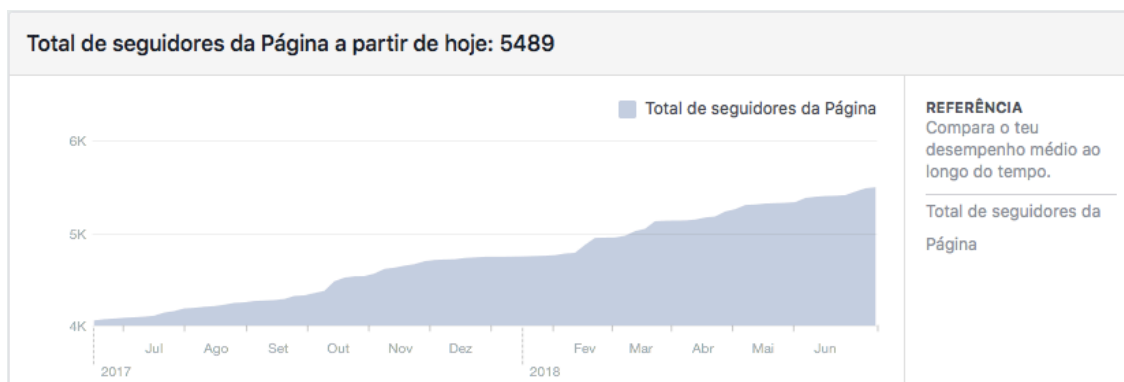 Total de seguidores da Página a partir de hoje: 5489
Total de seguidores da Página
6K
5K
4K
Jul Ago Set Out Nov Dez Fev Mar Abr Mai Jun
2017 2018
REFERÊNCIA
Compara o teu
desempenho médio ao
longo do tempo.
Total de seguidores da
Página